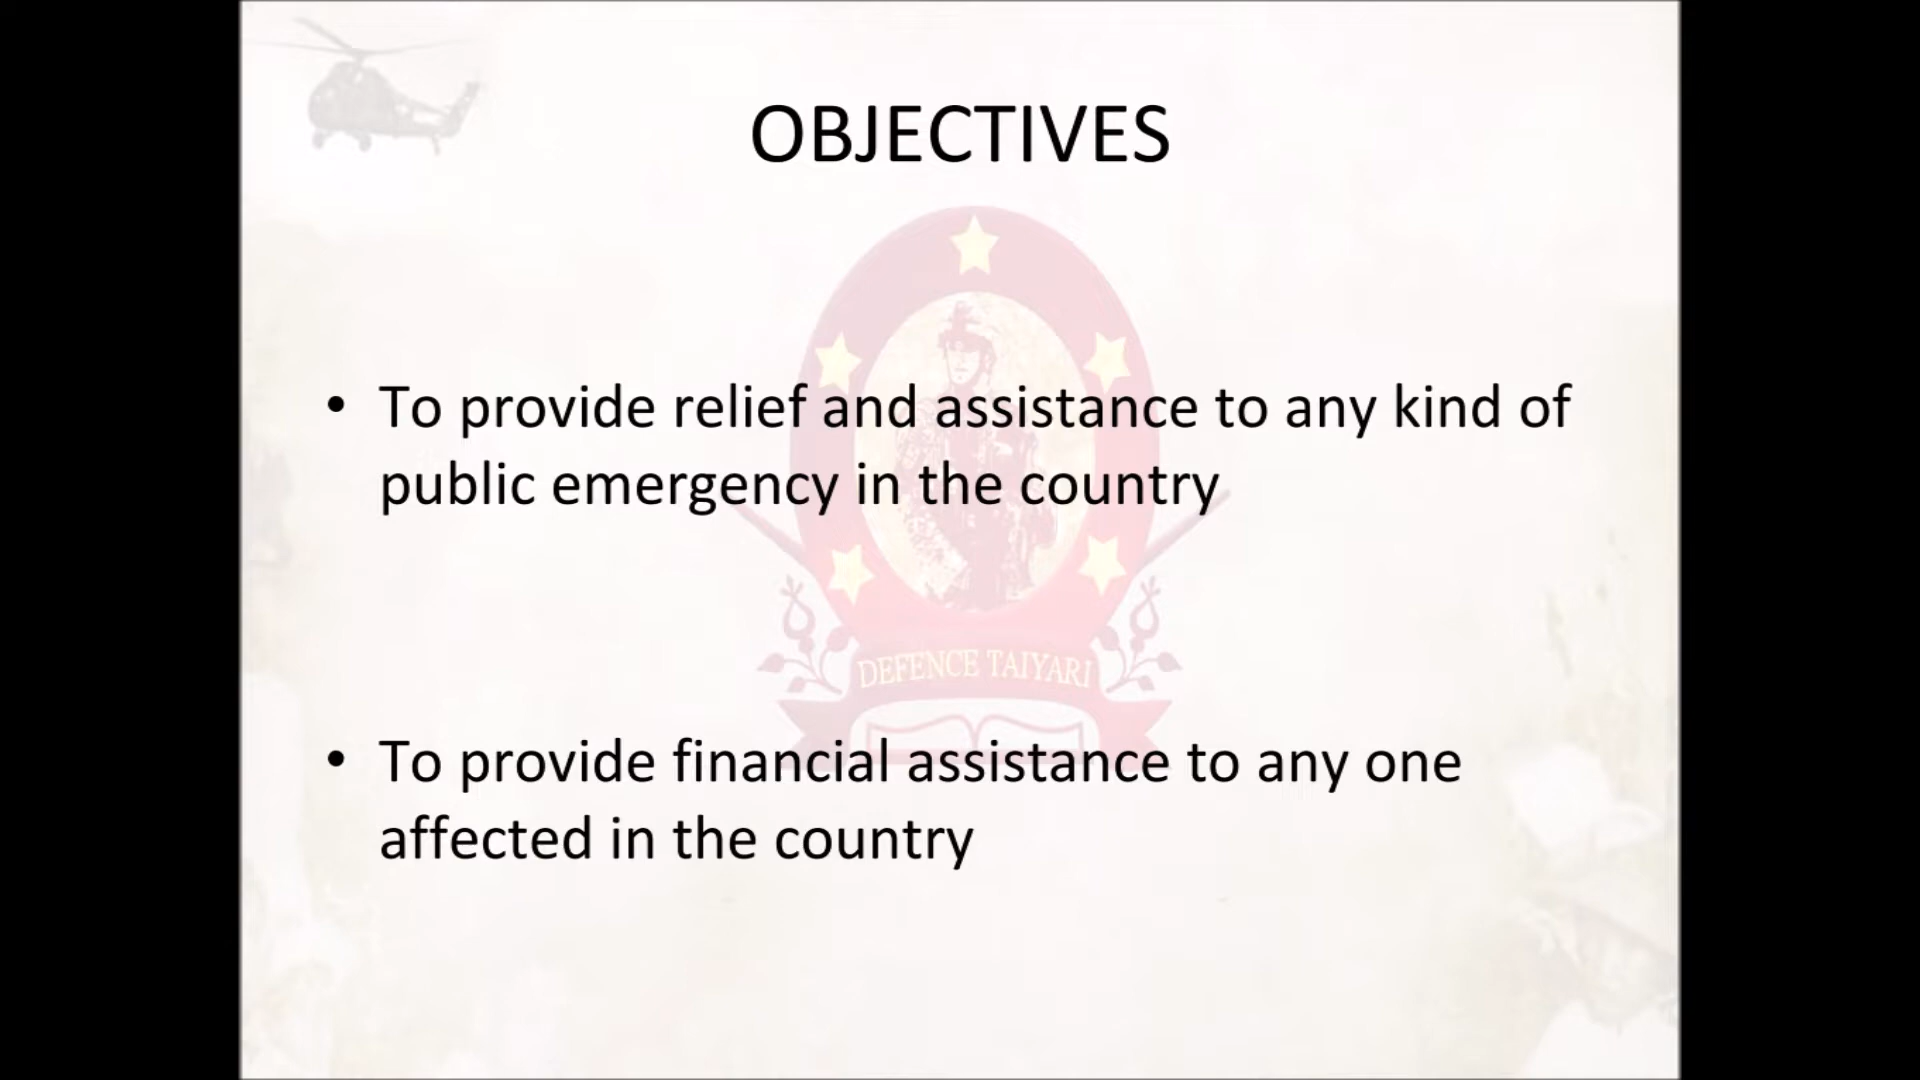 OBJECTIVES
• To provide relief and assistance to any kind of
public emergency in the country
DEFENCE TAIYARI
• To provide financial assistance to any one
affected in the country